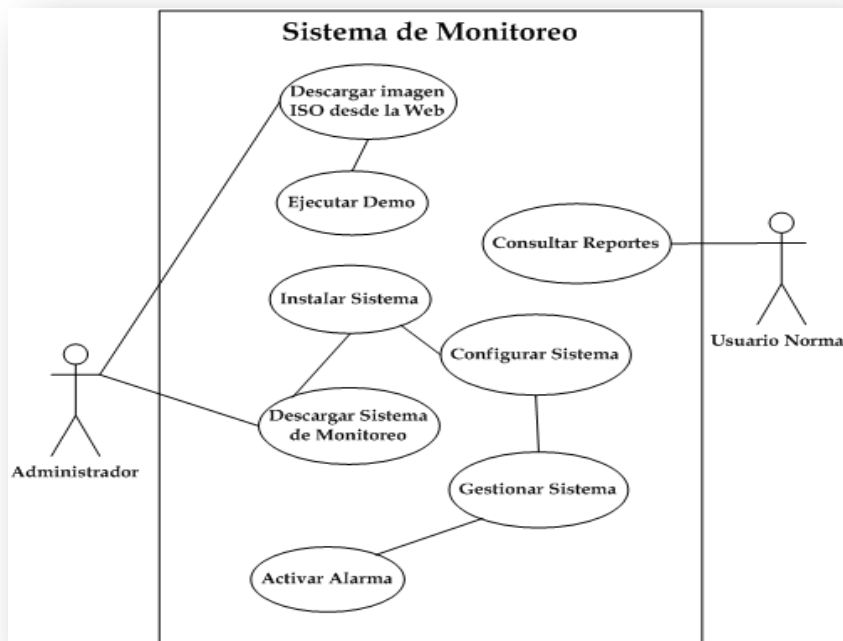 Sistema de Monitoreo
Descargar imagen
ISO desde la Web
Ejecutar Demo
Consultar Reportes
Usuario Norma
Instalar Sistema
Configurar Sistema
Descargar Sistema
de Monitoreo
Administrador
Gestionar Sistema
Activar Alarma